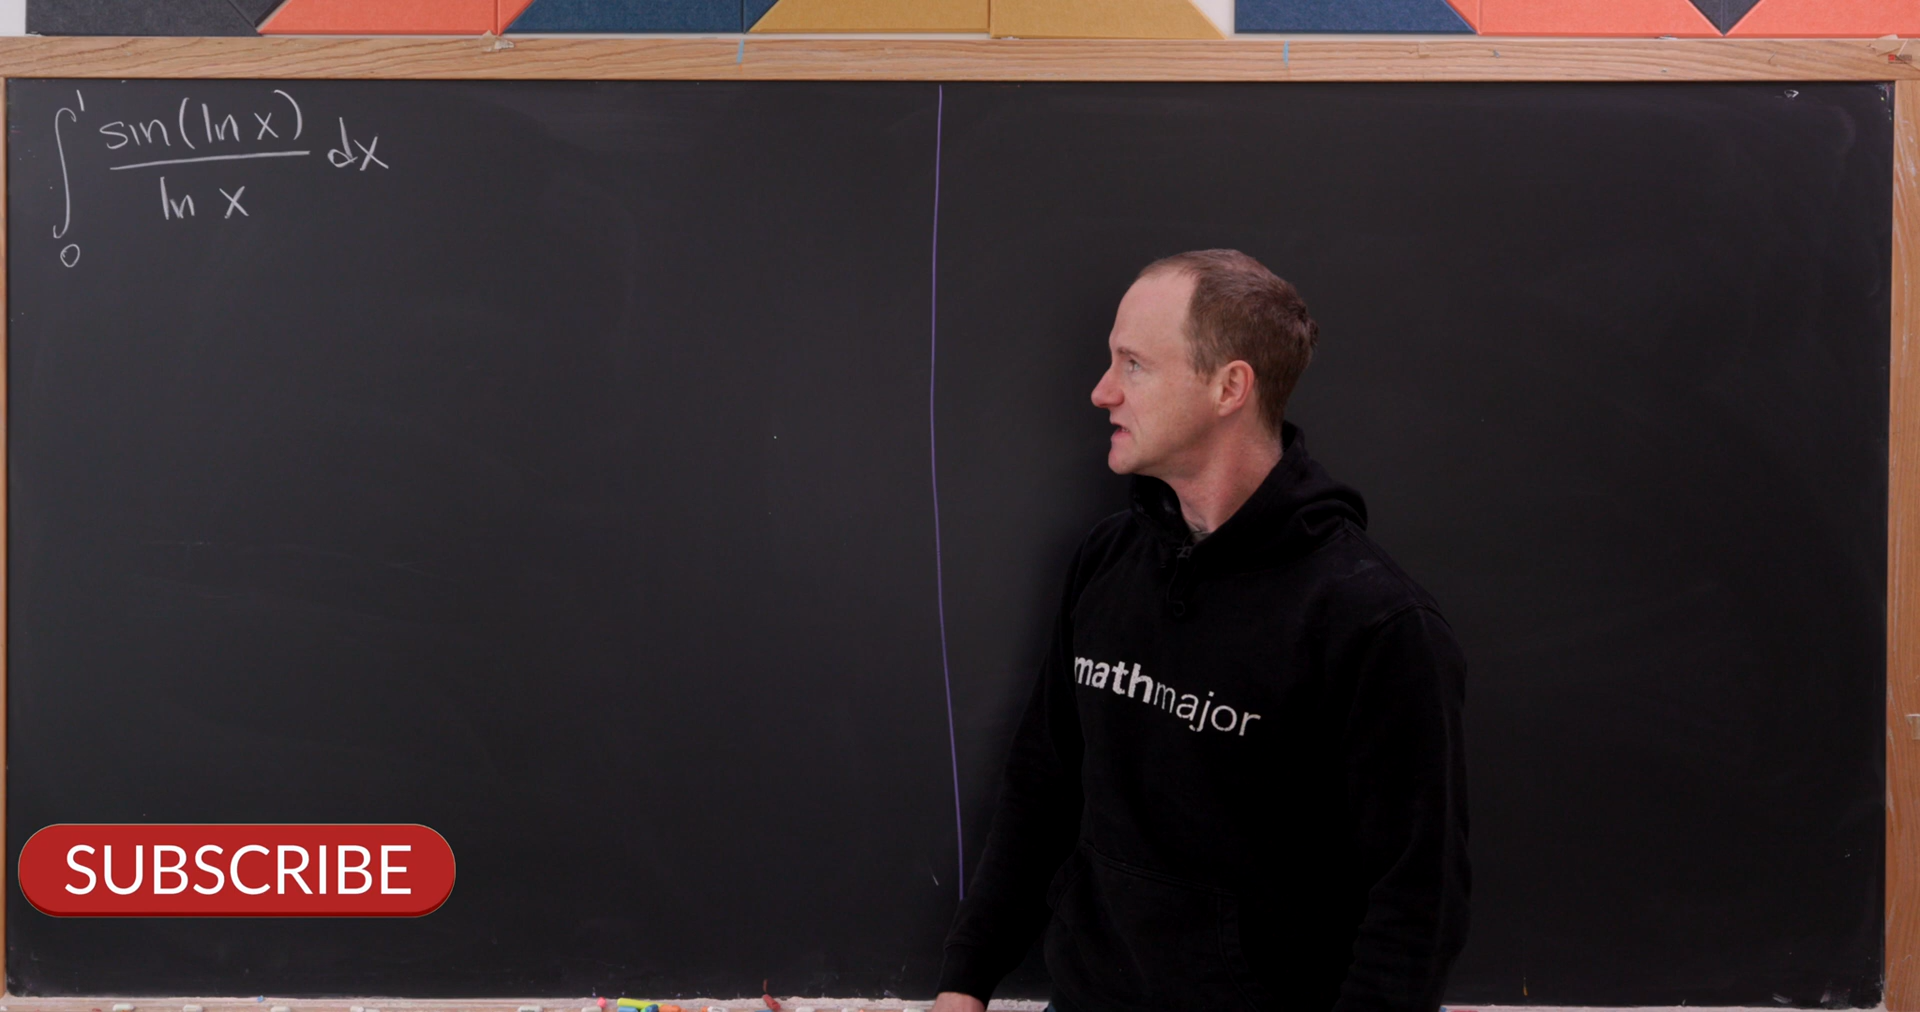 ∫₀¹ sin(ln x) / ln x dx
mathmajor
SUBSCRIBE